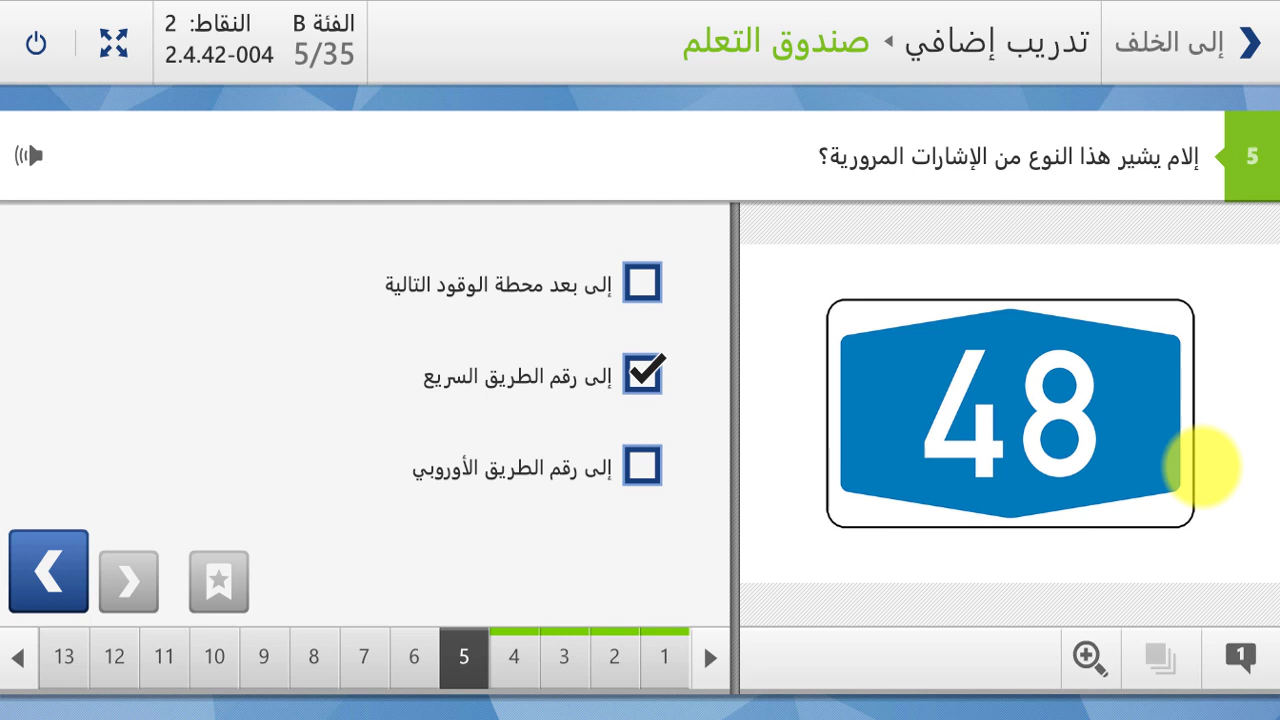 إلى الخلف
تدريب إضافي
صندوق التعلم
الفئة B
5/35
النقاط: 2
2.4.42-004
5
إلام يشير هذا النوع من الإشارات المرورية؟
48
إلى بعد محطة الوقود التالية
إلى رقم الطريق السريع
إلى رقم الطريق الأوروبي
1
1 2 3 4 5 6 7 8 9 10 11 12 13